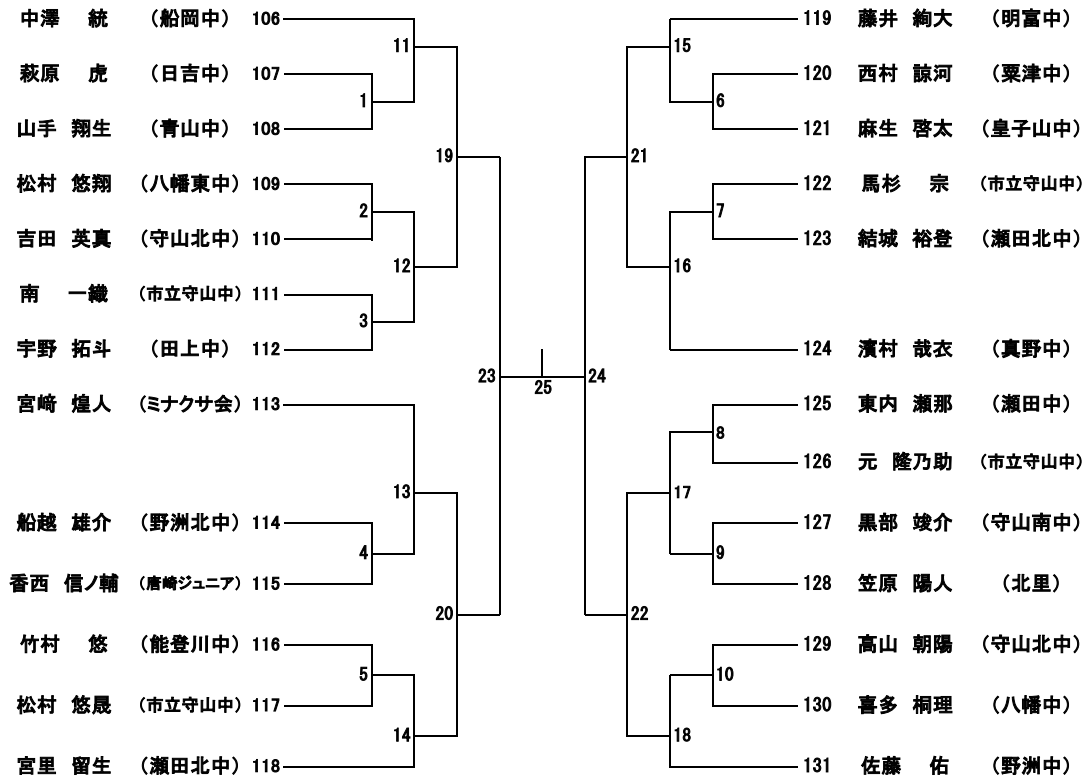 中澤 統 （船岡中） 106
萩原 虎 （日吉中） 107
山手 翔生 （青山中） 108
松村 悠翔 （八幡東中） 109
吉田 英真 （守山北中） 110
南 一織 （市立守山中） 111
宇野 拓斗 （田上中） 112
宮﨑 煌人 （ミナクサ会） 113
船越 雄介 （野洲北中） 114
香西 信ノ輔 （唐崎ジュニア） 115
竹村 悠 （能登川中） 116
松村 悠晟 （市立守山中） 117
宮里 留生 （瀬田北中） 118
11
1
19
2
12
3
23
13
4
20
5
14
25
15
6
21
7
16
24
8
17
9
22
10
18
119 藤井 絢大 （明富中）
120 西村 諒河 （粟津中）
121 麻生 啓太 （皇子山中）
122 馬杉 宗 （市立守山中）
123 結城 裕登 （瀬田北中）
124 濱村 哉衣 （真野中）
125 東内 瀬那 （瀬田中）
126 元 隆乃助 （市立守山中）
127 黒部 竣介 （守山南中）
128 笠原 陽人 （北里）
129 高山 朝陽 （守山北中）
130 喜多 桐理 （八幡中）
131 佐藤 佑 （野洲中）